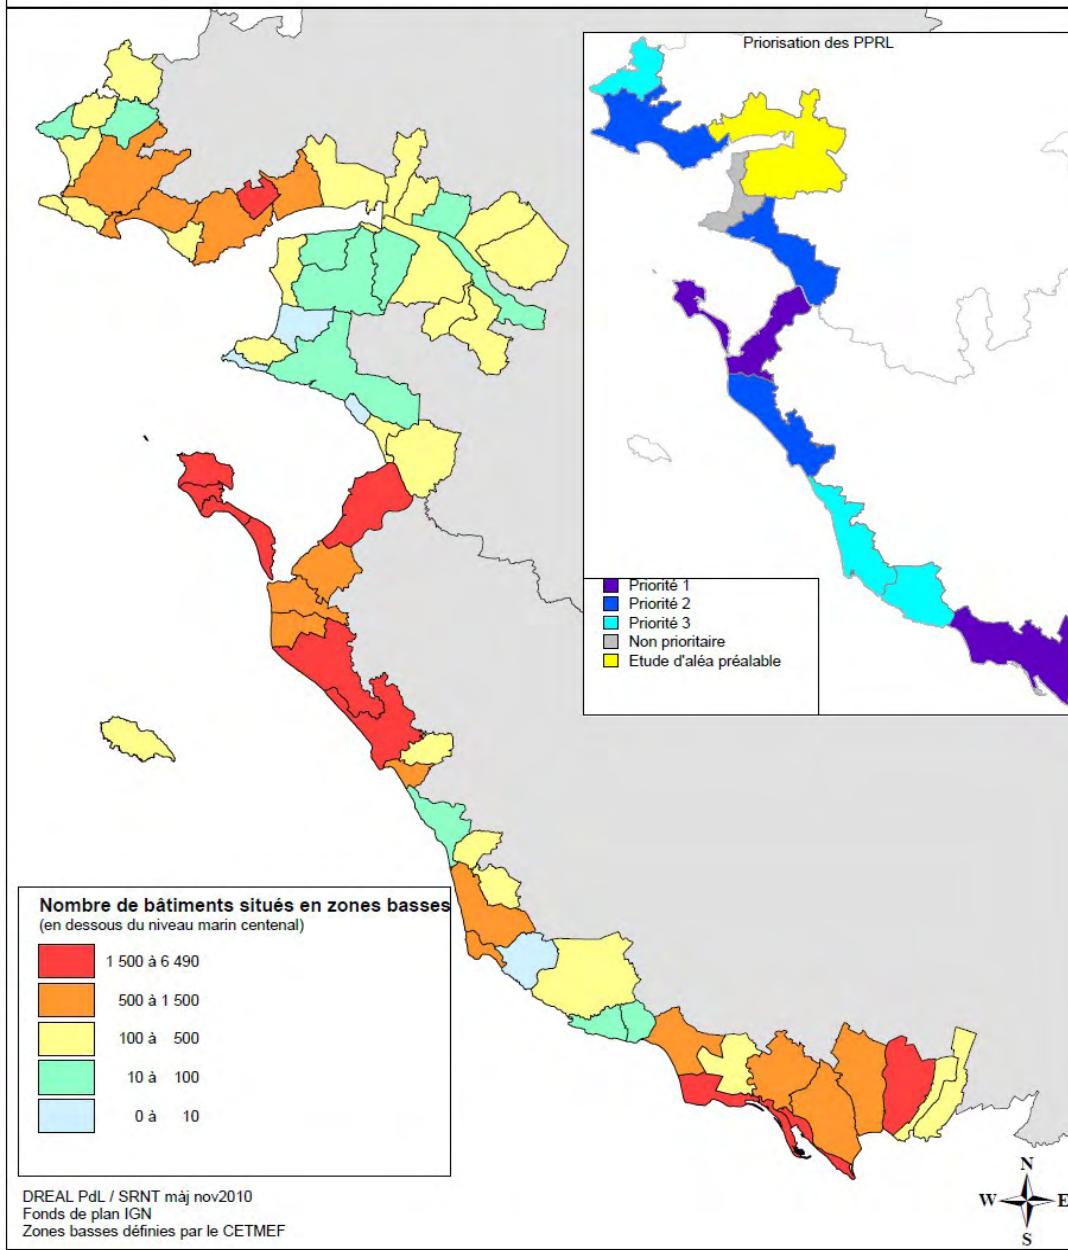 Priorisation des PPRL
Priorité 1
Priorité 2
Priorité 3
Non prioritaire
Etude d'aléa préalable
Nombre de bâtiments situés en zones basses
(en dessous du niveau marin centenal)
1 500 à 6 490
500 à 1 500
100 à 500
10 à 100
0 à 10
DREAL PdL / SRNT màj nov2010
Fonds de plan IGN
Zones basses définies par le CETMEF
N
W E
S